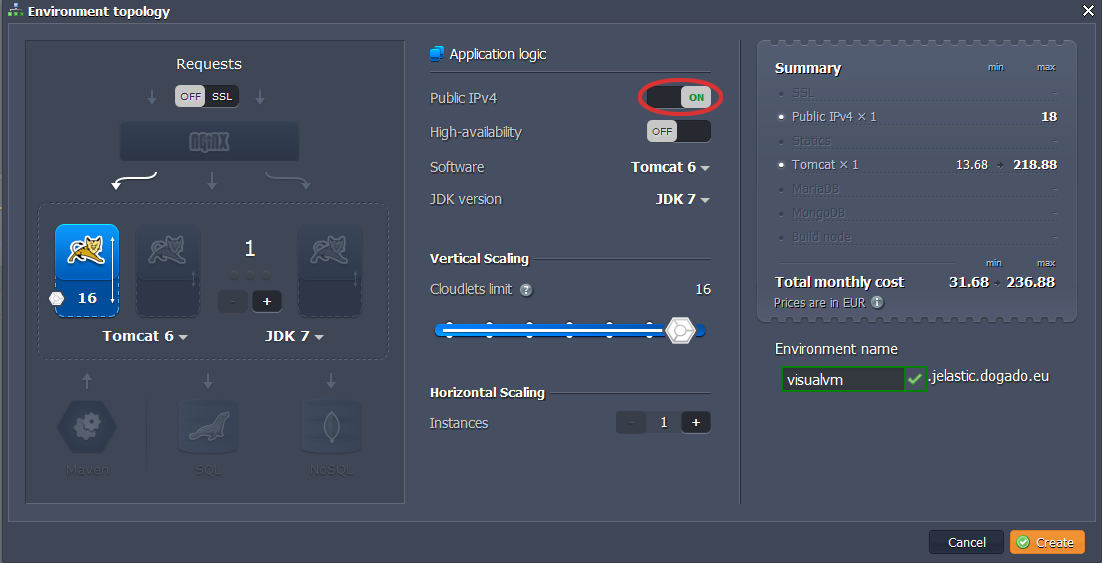 Environment topology
Requests
OFF SSL
NGINX
1
16
- +
Tomcat 6 JDK 7
Maven SQL NoSQL
Application logic
Public IPv4 ON
High-availability OFF
Software Tomcat 6
JDK version JDK 7
Vertical Scaling
Cloudlets limit ? 16
Horizontal Scaling
Instances - 1 +
Summary min max
SSL -
Public IPv4 × 1 18
Statics -
Tomcat × 1 13.68 218.88
MariaDB -
MongoDB -
Build node -
min max
Total monthly cost 31.68 236.88
Prices are in EUR i
Environment name
visualvm .jelastic.dogado.eu
Cancel Create